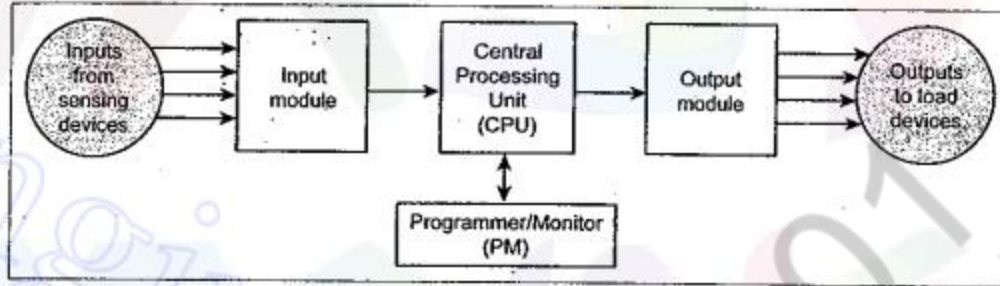 Inputs
from
sensing
devices
Input
module
Central
Processing
Unit
(CPU)
Output
module
Outputs
to load
devices
Programmer/Monitor
(PM)